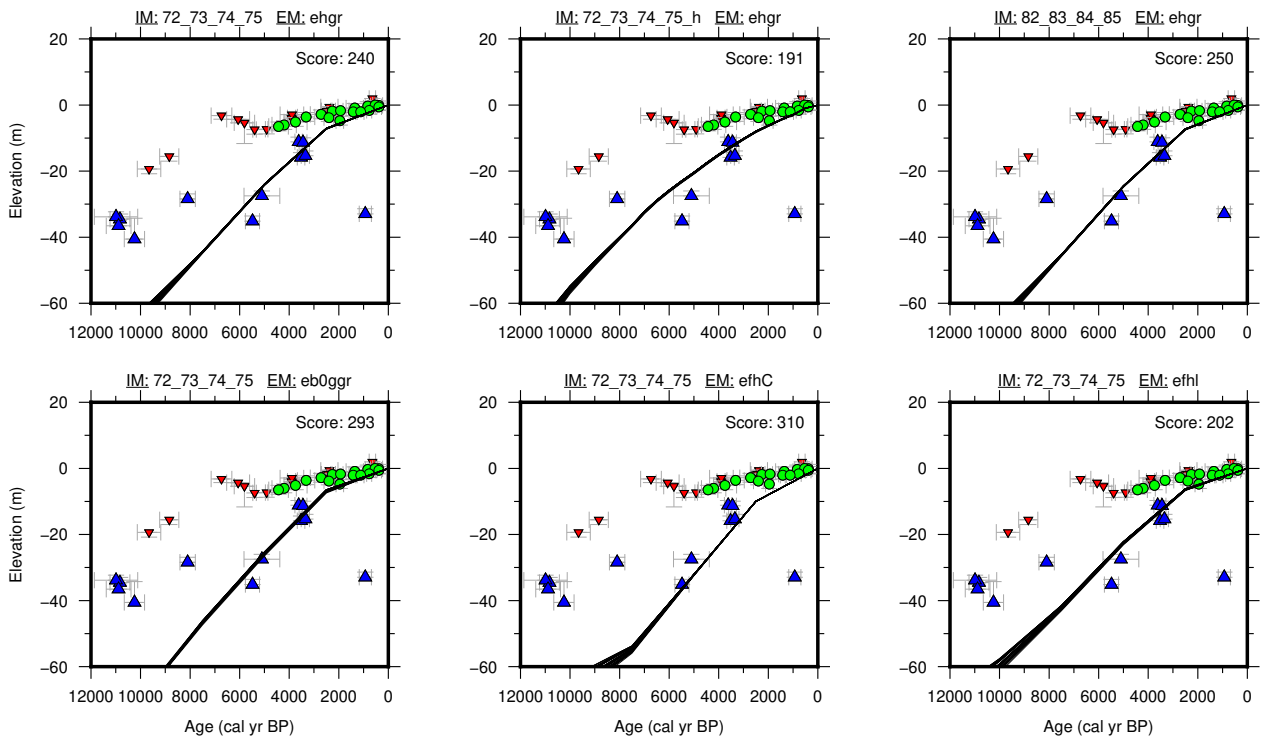 IM: 72_73_74_75 EM: ehgr
IM: 72_73_74_75_h EM: ehgr
IM: 82_83_84_85 EM: ehgr
Elevation (m)
20
0
−20
−40
−60
Score: 240
Score: 191
Score: 250
20
0
−20
−40
−60
20
0
−20
−40
−60
12000 10000 8000 6000 4000 2000 0
12000 10000 8000 6000 4000 2000 0
12000 10000 8000 6000 4000 2000 0
IM: 72_73_74_75 EM: eb0ggr
IM: 72_73_74_75 EM: efhC
IM: 72_73_74_75 EM: efhl
Elevation (m)
20
0
−20
−40
−60
Score: 293
Score: 310
Score: 202
20
0
−20
−40
−60
20
0
−20
−40
−60
12000 10000 8000 6000 4000 2000 0
12000 10000 8000 6000 4000 2000 0
12000 10000 8000 6000 4000 2000 0
Age (cal yr BP)
Age (cal yr BP)
Age (cal yr BP)